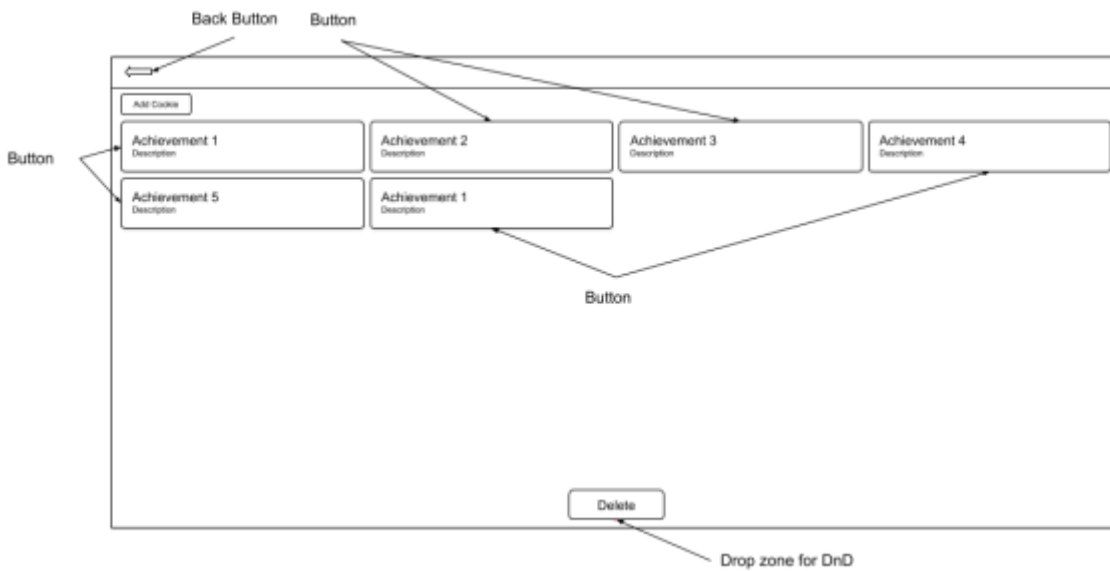 Back Button
Button
Add Cookie
Achievement 1
Description
Achievement 2
Description
Achievement 3
Description
Achievement 4
Description
Button
Achievement 5
Description
Achievement 1
Description
Button
Delete
Drop zone for DnD